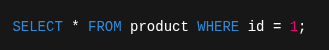 SELECT * FROM product WHERE id = 1;